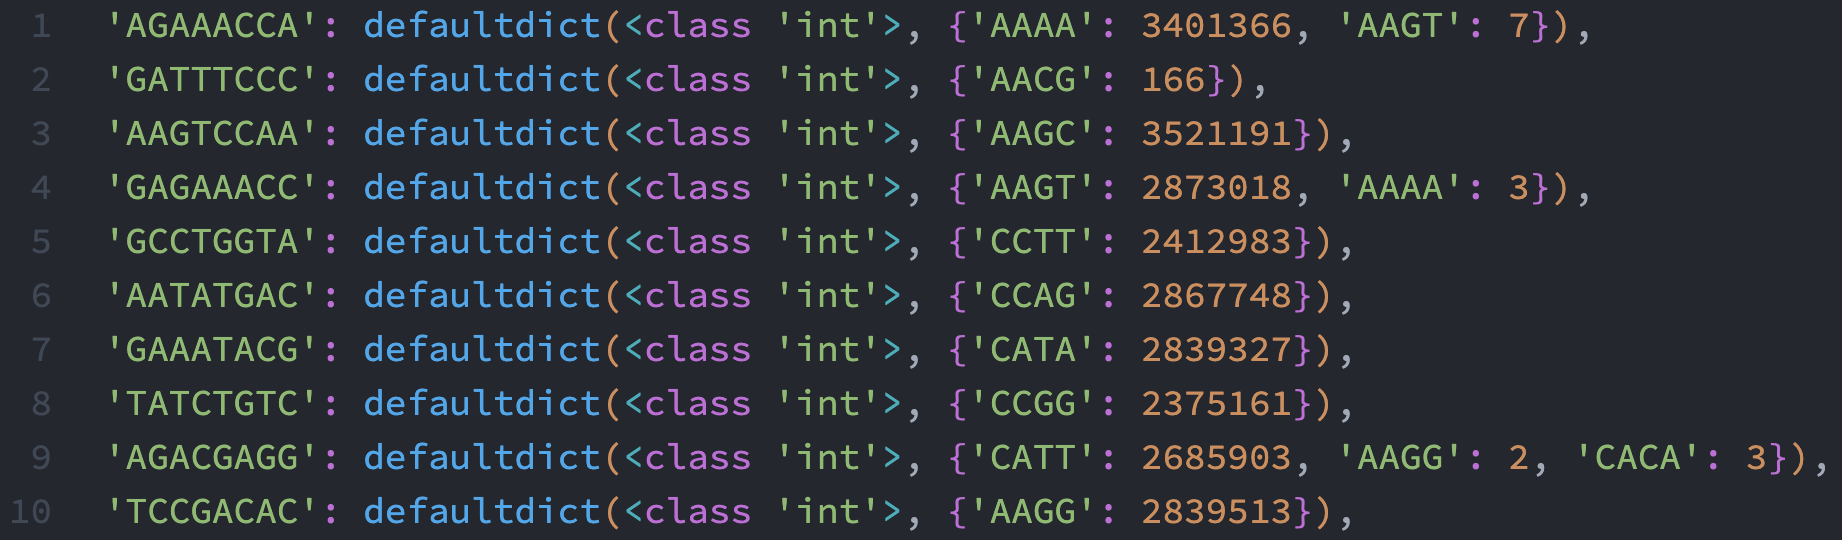 1 'AGAAACCA': defaultdict(<class 'int'>, {'AAAA': 3401366, 'AAGT': 7}),
2 'GATTTCCC': defaultdict(<class 'int'>, {'AACG': 166}),
3 'AAGTCCAA': defaultdict(<class 'int'>, {'AAGC': 3521191}),
4 'GAGAAACC': defaultdict(<class 'int'>, {'AAGT': 2873018, 'AAAA': 3}),
5 'GCCTGGTA': defaultdict(<class 'int'>, {'CCTT': 2412983}),
6 'AATATGAC': defaultdict(<class 'int'>, {'CCAG': 2867748}),
7 'GAAATACG': defaultdict(<class 'int'>, {'CATA': 2839327}),
8 'TATCTGTC': defaultdict(<class 'int'>, {'CCGG': 2375161}),
9 'AGACGAGG': defaultdict(<class 'int'>, {'CATT': 2685903, 'AAGG': 2, 'CACA': 3}),
10 'TCCGACAC': defaultdict(<class 'int'>, {'AAGG': 2839513}),